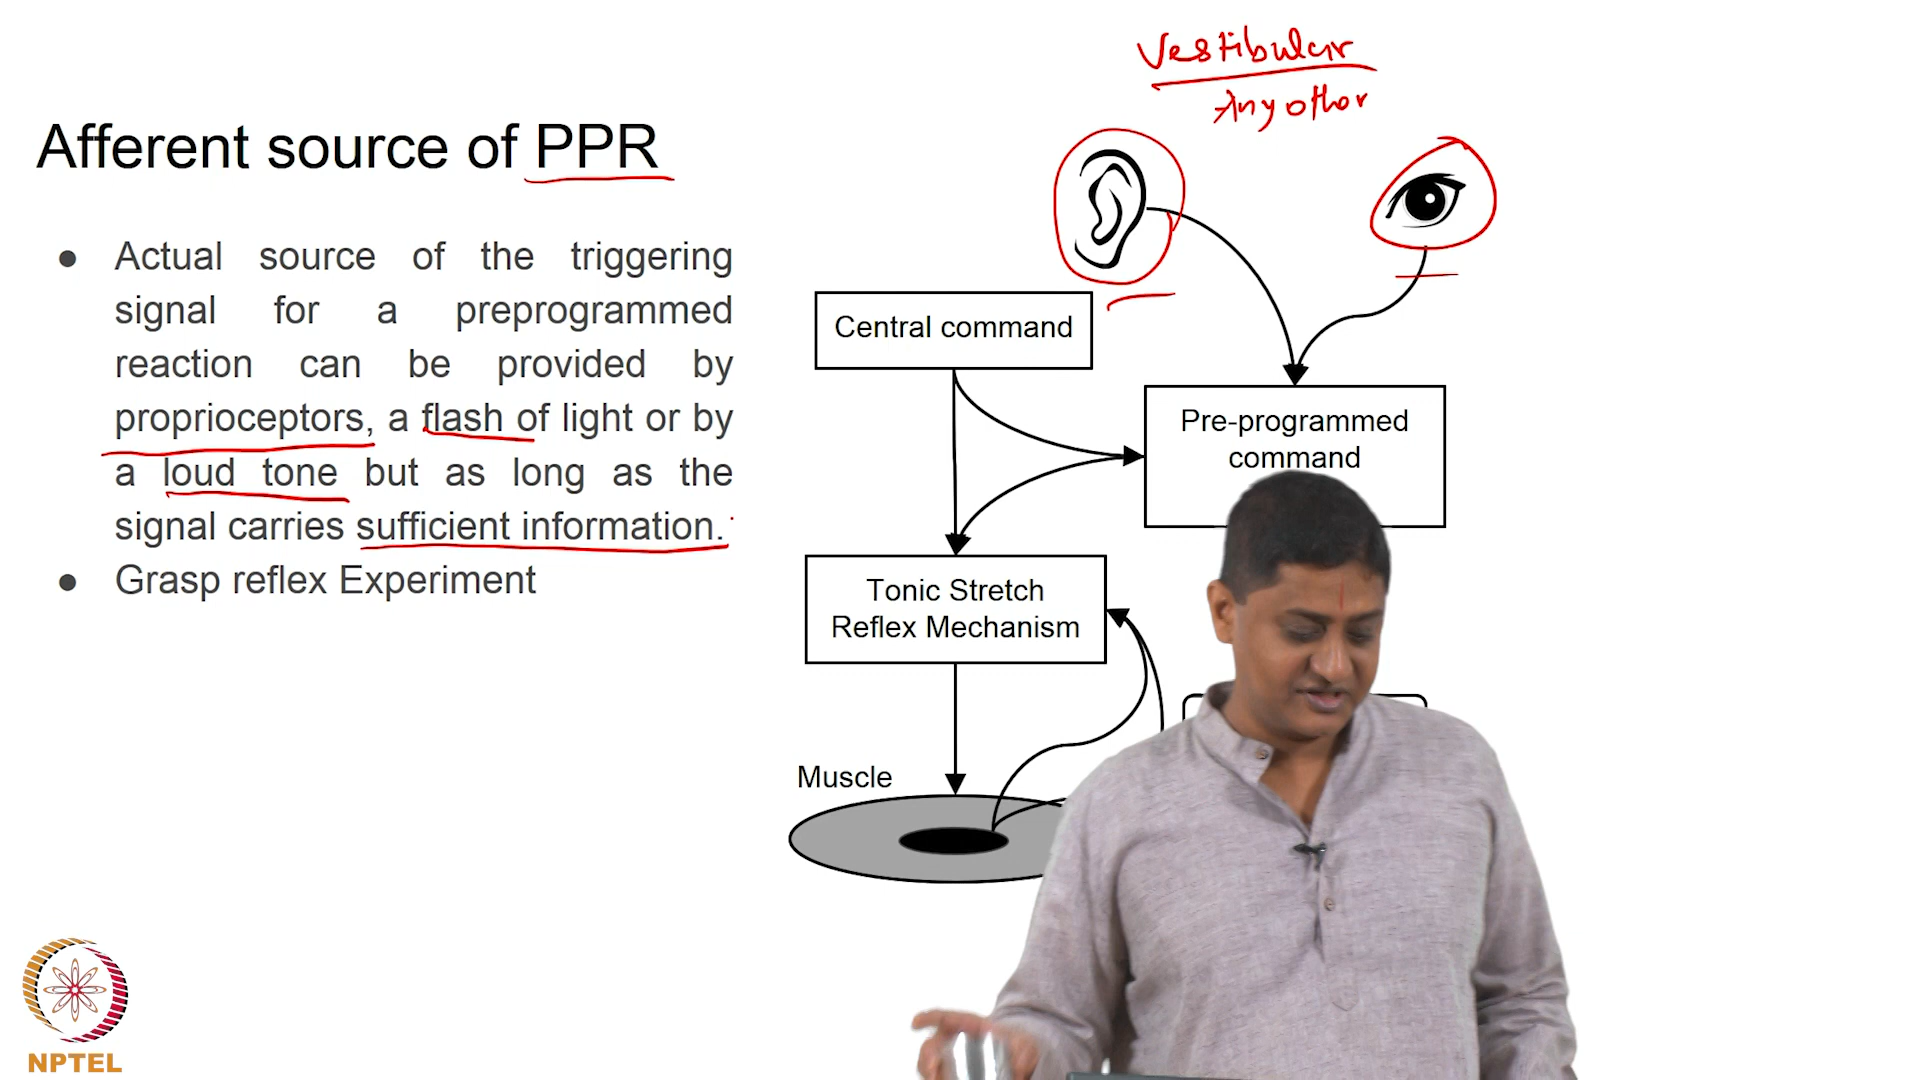 Vestibular
Any other
Afferent source of PPR
● Actual source of the triggering
signal for a preprogrammed
reaction can be provided by
proprioceptors, a flash of light or by
a loud tone but as long as the
signal carries sufficient information.
● Grasp reflex Experiment
Central command
Pre-programmed
command
Tonic Stretch
Reflex Mechanism
Muscle
NPTEL